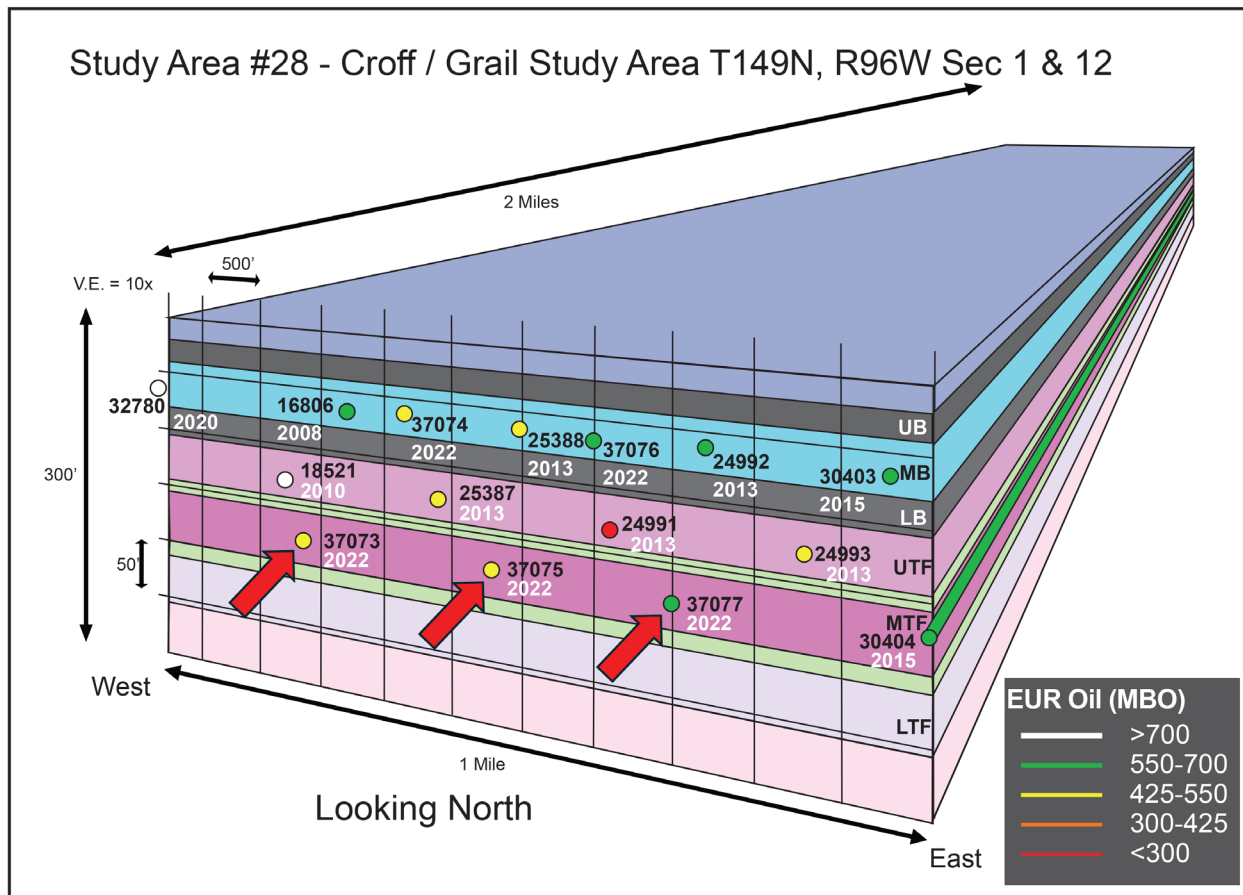 Study Area #28 - Croff / Grail Study Area T149N, R96W Sec 1 & 12
2 Miles
500’
V.E. = 10x
32780
2020
16806
2008
37074
2022
25388
2013
37076
2022
24992
2013
30403
2015
UB
MB
LB
300’
18521
2010
25387
2013
24991
2013
24993
2013
UTF
50’
37073
2022
37075
2022
37077
2022
MTF
30404
2015
LTF
West
1 Mile
Looking North
East
EUR Oil (MBO)
>700
550-700
425-550
300-425
<300